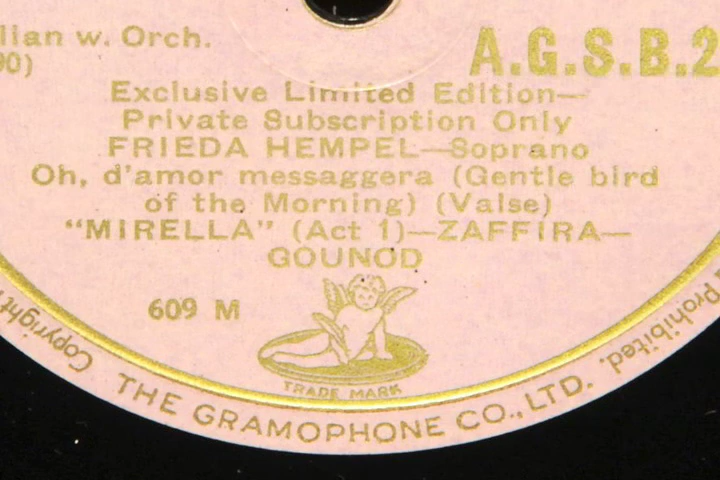 lian w. Orch.
A.G.S.B.2
90)
Exclusive Limited Edition—
Private Subscription Only
FRIEDA HEMPEL—Soprano
Oh, d'amor messaggera (Gentle bird
of the Morning) (Valse)
"MIRELLA" (Act 1)—ZAFFIRA—
GOUNOD
609 M
TRADE MARK
Copyright
THE GRAMOPHONE CO., LTD.
Prohibited.